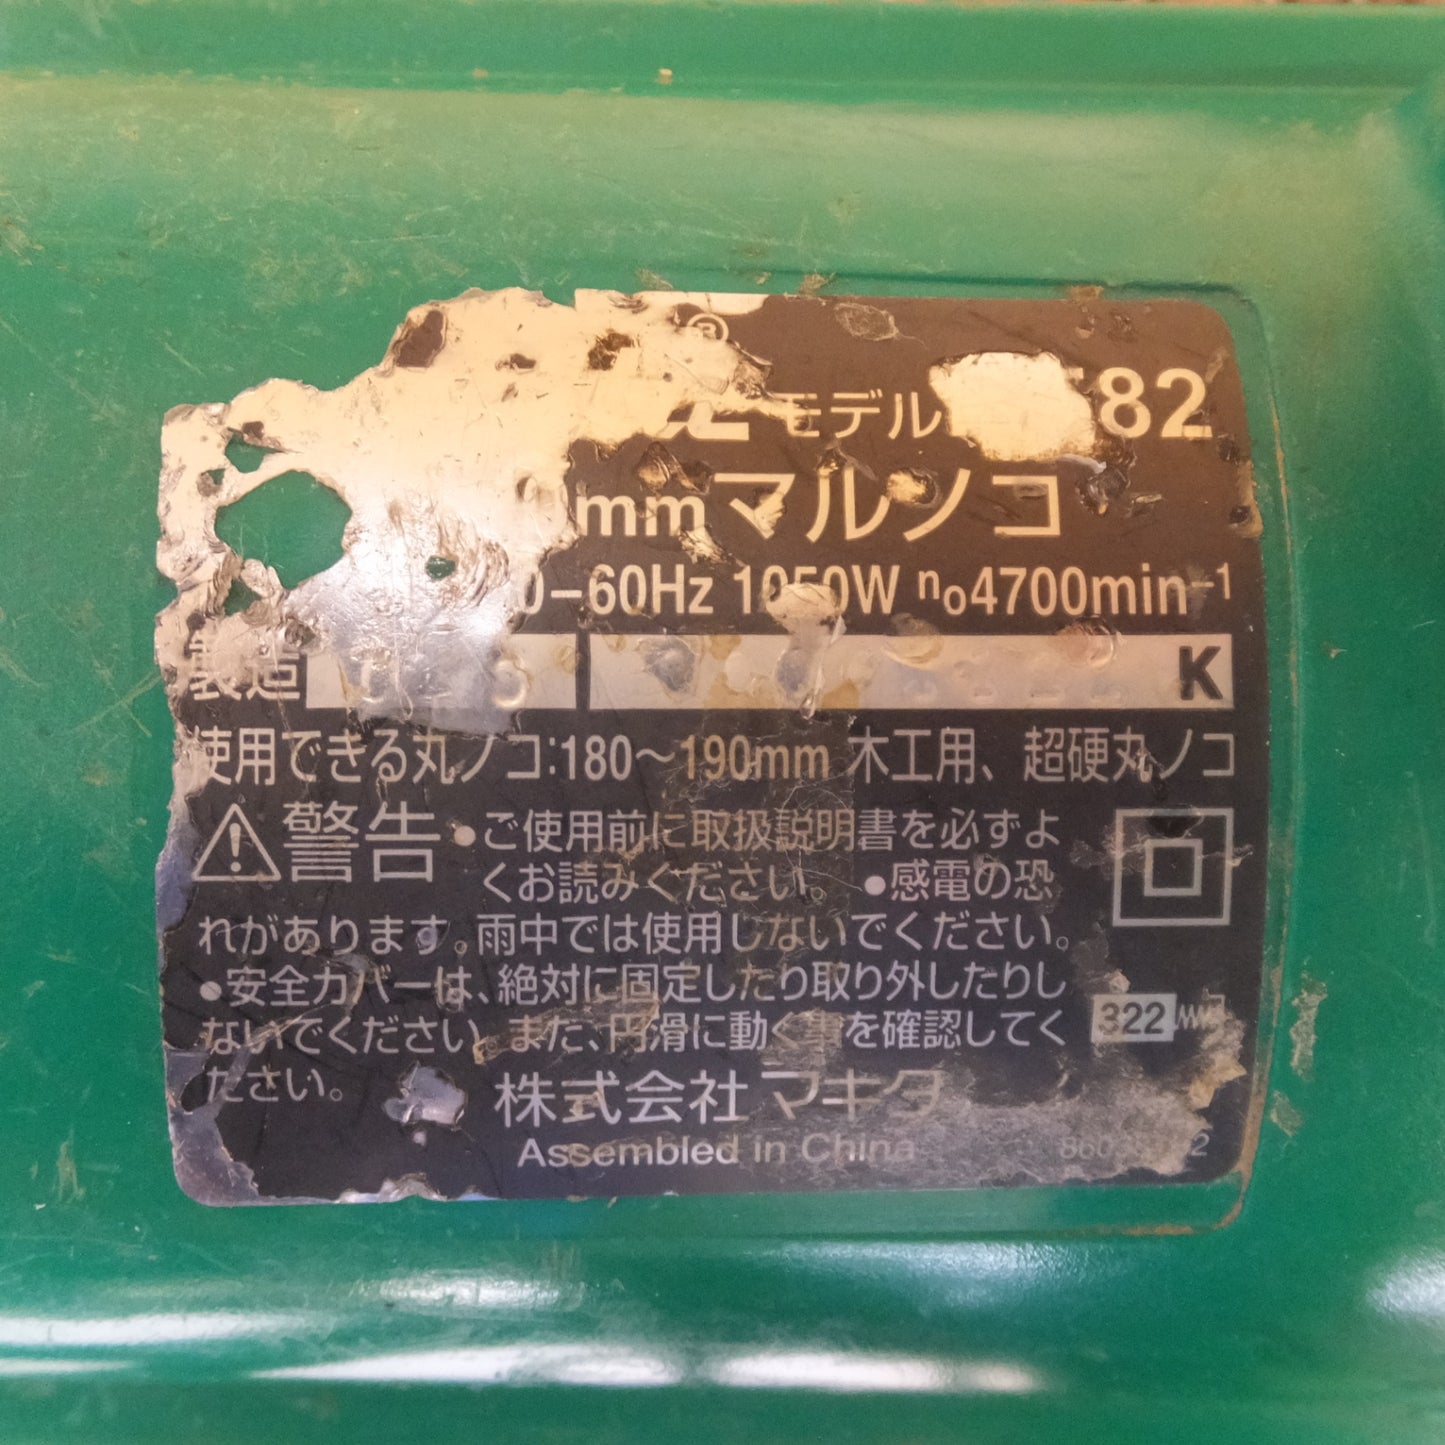 ®
モデル 582
mmマルノコ
0-60Hz 1050W n₀4700min⁻¹
製造 K
使用できる丸ノコ:180～190mm 木工用、超硬丸ノコ
警告 ●ご使用前に取扱説明書を必ずよ
くお読みください。 ●感電の恐
れがあります。雨中では使用しないでください。
●安全カバーは、絶対に固定したり取り外したりし
ないでください。また、円滑に動く事を確認してく
ださい。
322
株式会社マキタ
Assembled in China